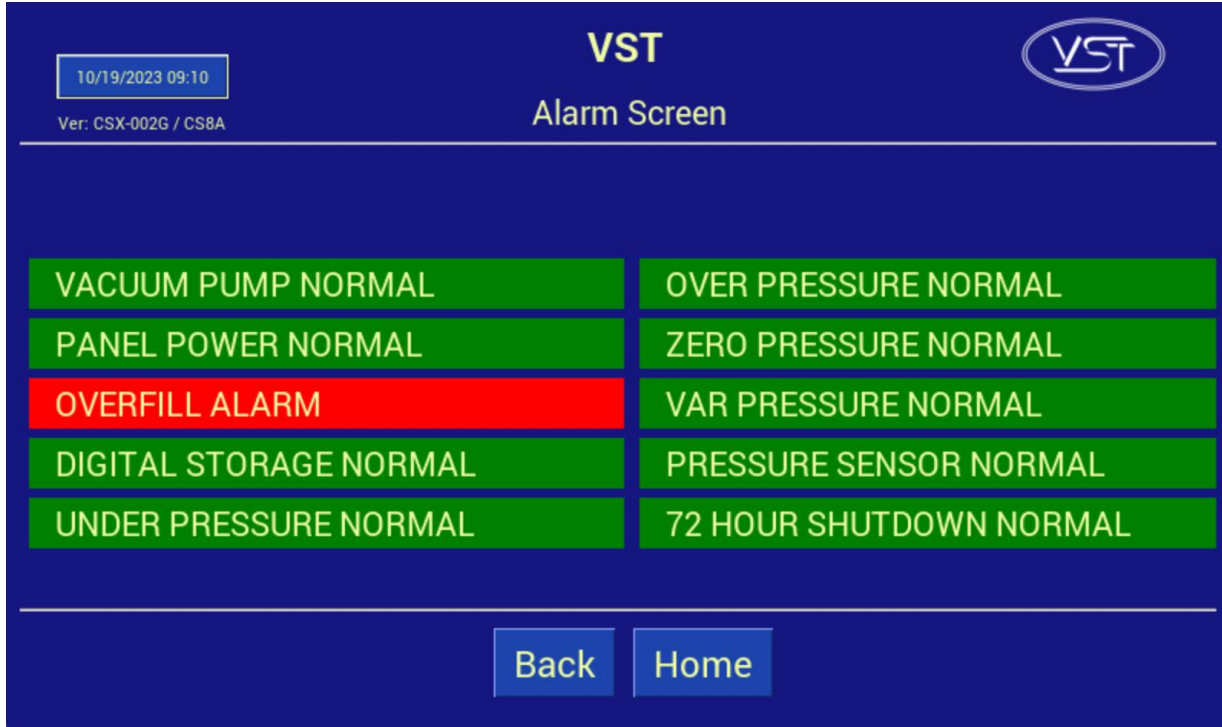 VST
VST
10/19/2023 09:10
Ver: CSX-002G / CS8A
Alarm Screen
VACUUM PUMP NORMAL
OVER PRESSURE NORMAL
PANEL POWER NORMAL
ZERO PRESSURE NORMAL
OVERFILL ALARM
VAR PRESSURE NORMAL
DIGITAL STORAGE NORMAL
PRESSURE SENSOR NORMAL
UNDER PRESSURE NORMAL
72 HOUR SHUTDOWN NORMAL
Back
Home